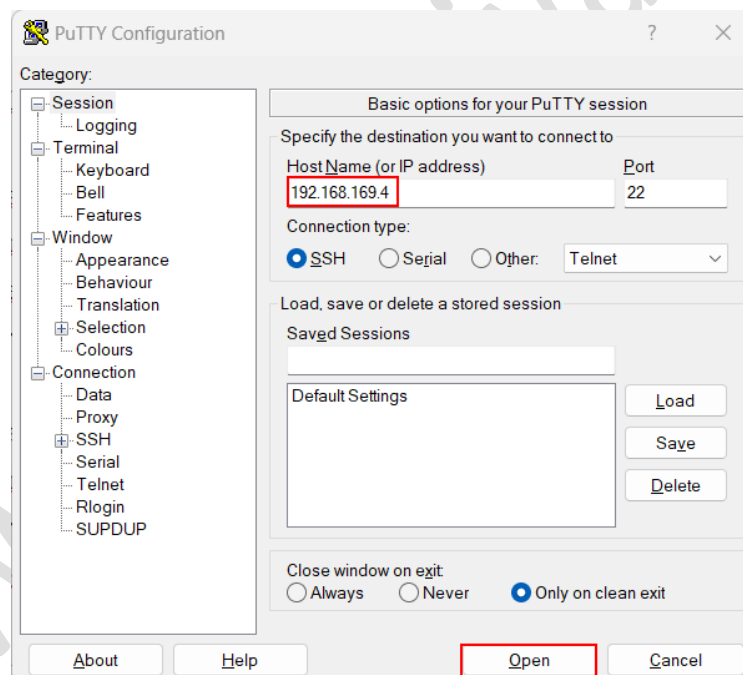 PuTTY Configuration
?
Category:
Session
Logging
Terminal
Keyboard
Bell
Features
Window
Appearance
Behaviour
Translation
Selection
Colours
Connection
Data
Proxy
SSH
Serial
Telnet
Rlogin
SUPDUP
Basic options for your PuTTY session
Specify the destination you want to connect to
Host Name (or IP address) Port
192.168.169.4 22
Connection type:
SSH Serial Other: Telnet
Load, save or delete a stored session
Saved Sessions
Default Settings
Load
Save
Delete
Close window on exit:
Always Never Only on clean exit
About Help Open Cancel